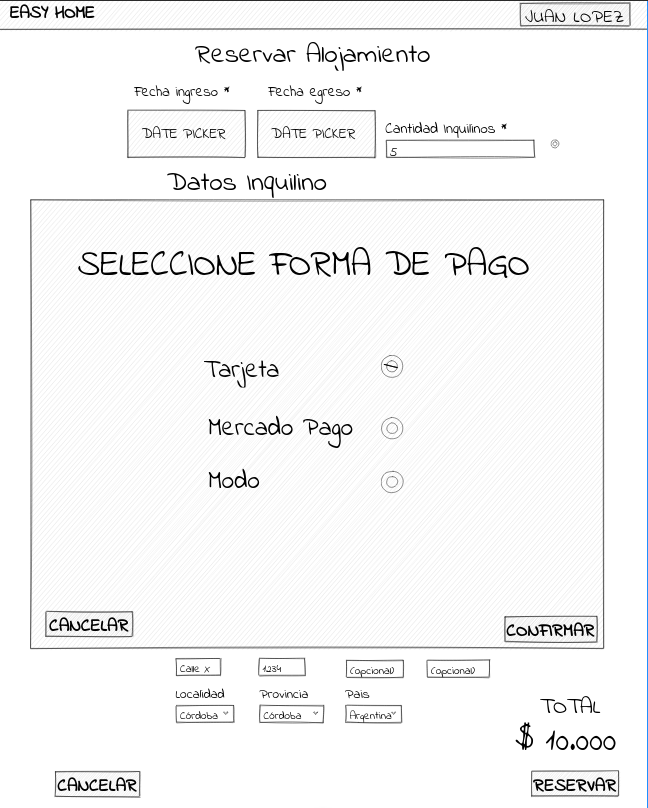 EASY HOME
JUAN LOPEZ
Reservar Alojamiento
Fecha ingreso *
Fecha egreso *
DATE PICKER
DATE PICKER
Cantidad Inquilinos *
5
Datos Inquilino
SELECCIONE FORMA DE PAGO
Tarjeta
Mercado Pago
Modo
CANCELAR
CONFIRMAR
Calle x
1234
(opcional)
(opcional)
Localidad
Provincia
Pais
Córdoba
Córdoba
Argentina
TOTAL
$ 10.000
CANCELAR
RESERVAR